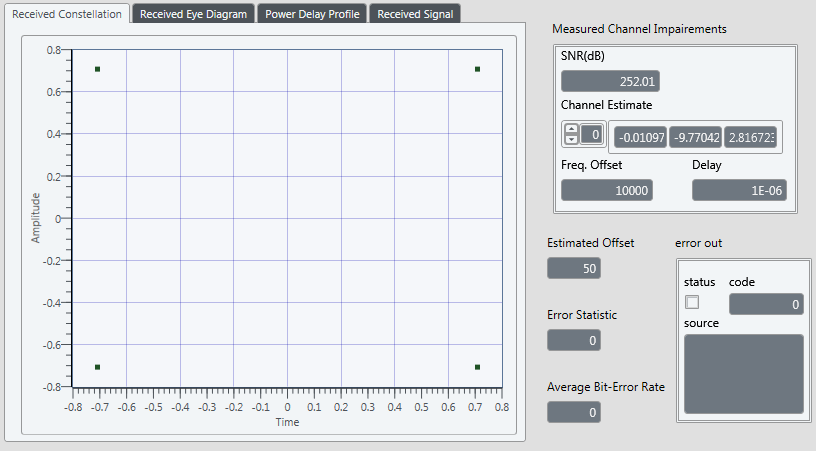 Received Constellation Received Eye Diagram Power Delay Profile Received Signal
Measured Channel Impairements
SNR(dB)
252.01
Channel Estimate
0 -0.01097 -9.77042 2.816723
Freq. Offset Delay
10000 1E-06
Estimated Offset
50
Error Statistic
0
Average Bit-Error Rate
0
error out
status code
0
source
Amplitude
0.8
0.6
0.4
0.2
0
-0.2
-0.4
-0.6
-0.8
-0.8 -0.7 -0.6 -0.5 -0.4 -0.3 -0.2 -0.1 0 0.1 0.2 0.3 0.4 0.5 0.6 0.7 0.8
Time